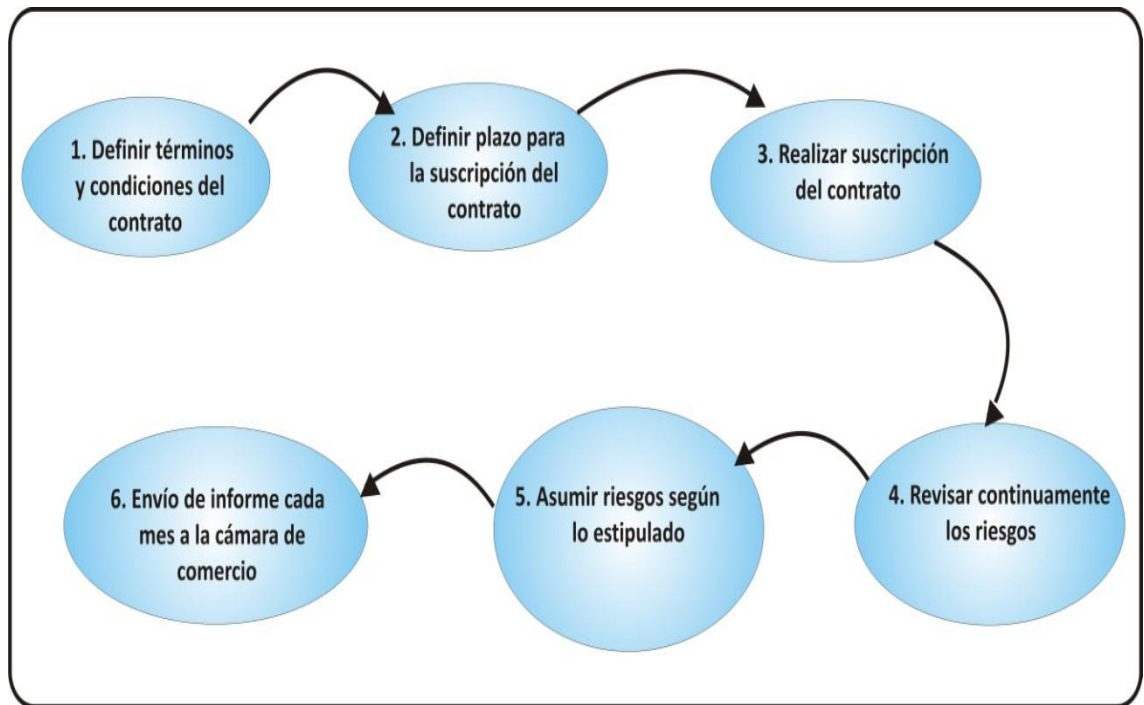 1. Definir términos
y condiciones del
contrato
2. Definir plazo para
la suscripción del
contrato
3. Realizar suscripción
del contrato
4. Revisar continuamente
los riesgos
5. Asumir riesgos según
lo estipulado
6. Envío de informe cada
mes a la cámara de
comercio